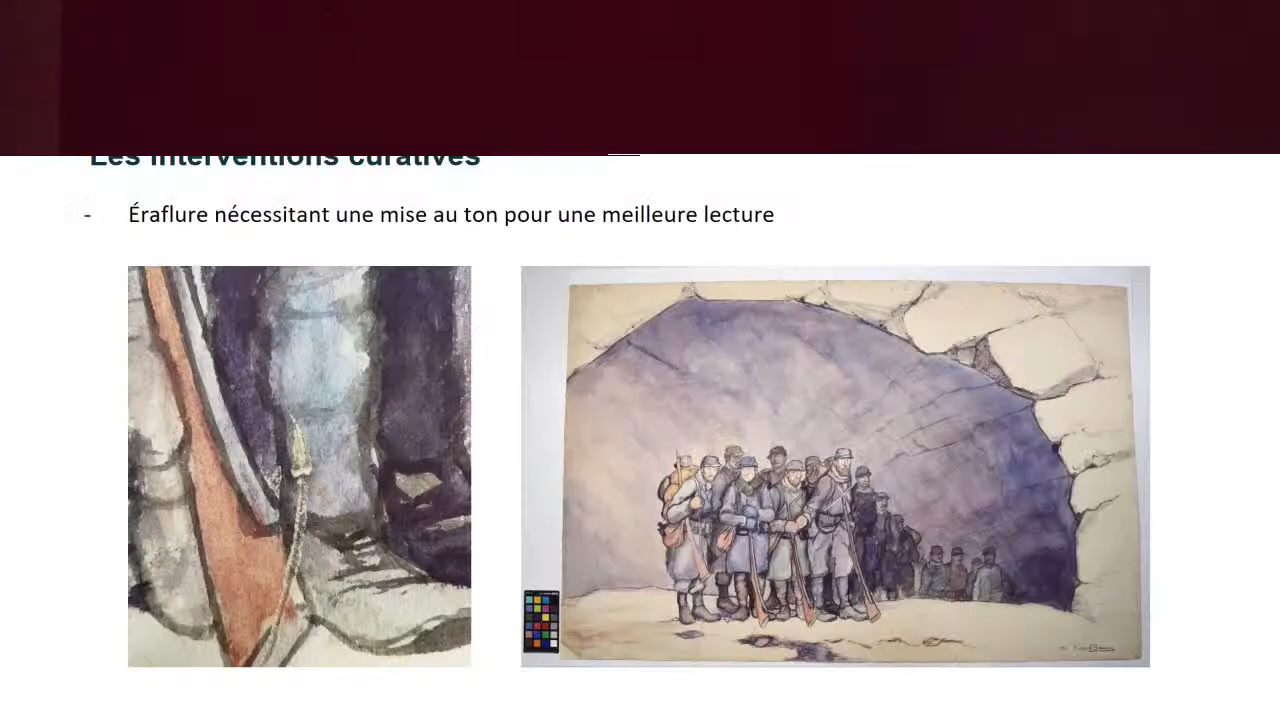 Les interventions curatives
- Éraflure nécessitant une mise au ton pour une meilleure lecture